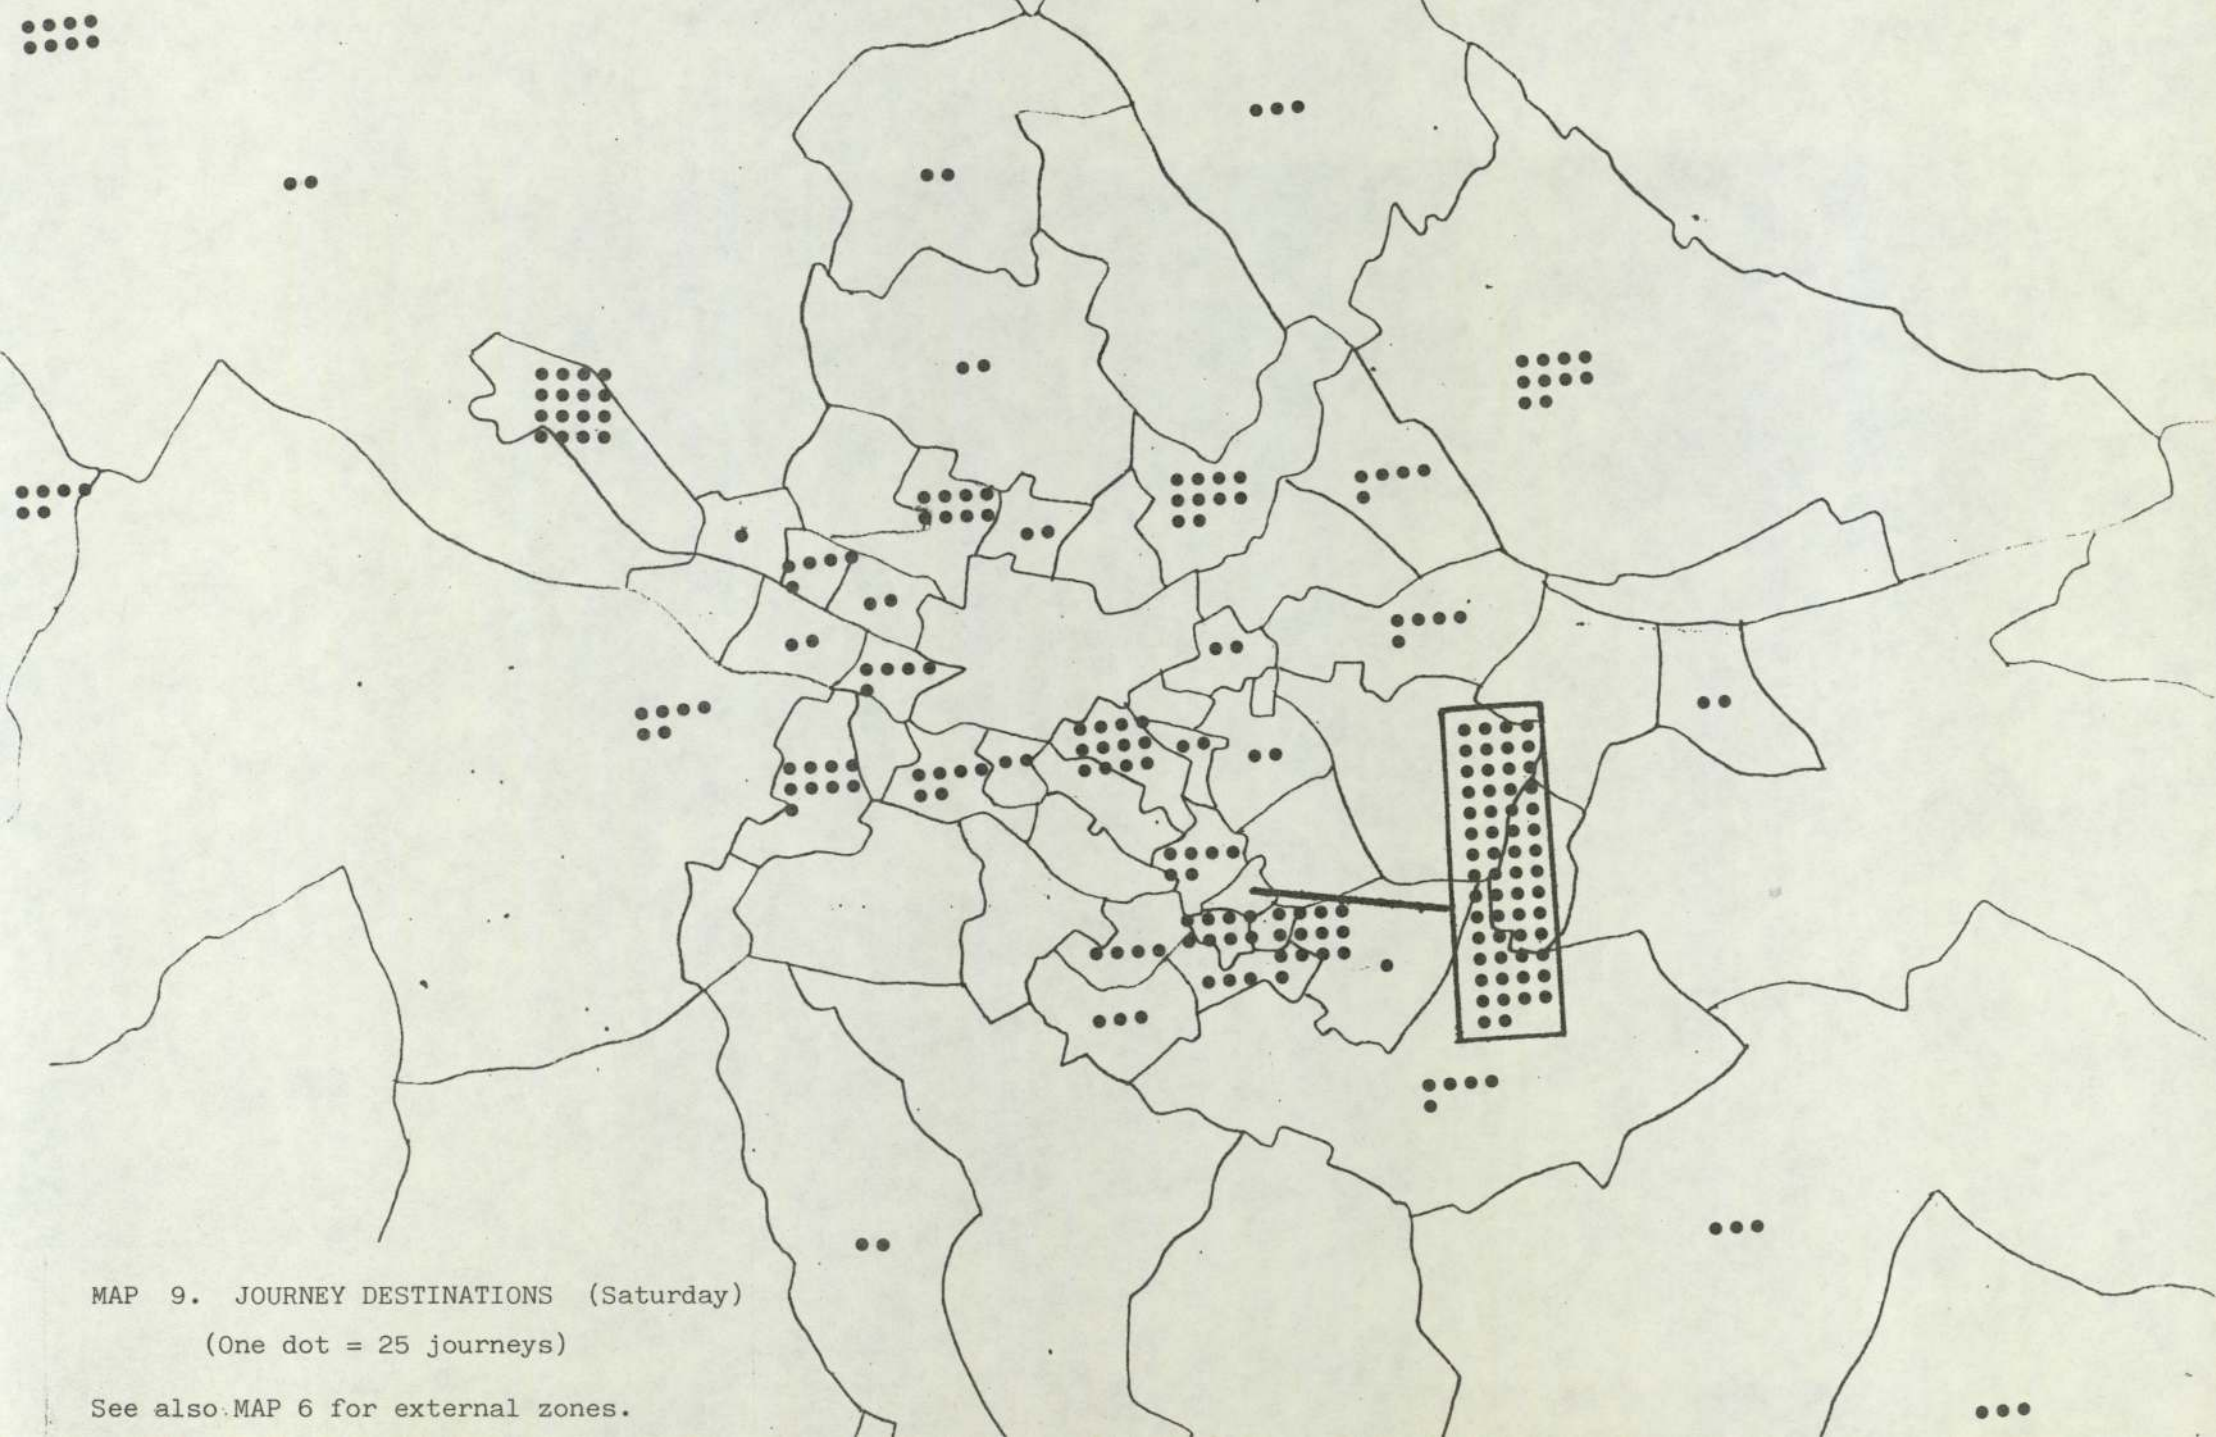 MAP 9. JOURNEY DESTINATIONS (Saturday)
(One dot = 25 journeys)
See also MAP 6 for external zones.